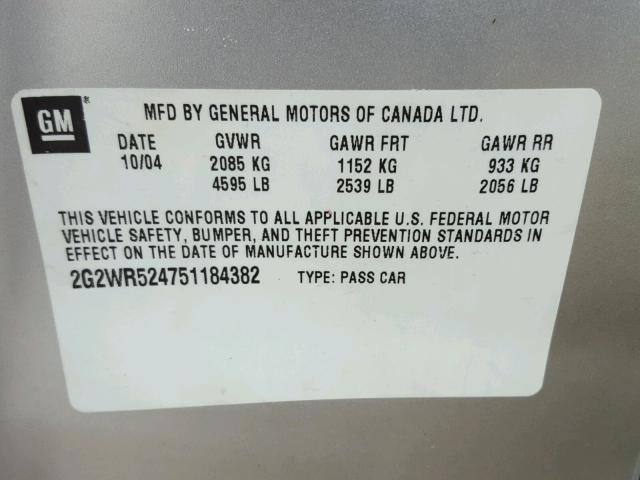 GM®
MFD BY GENERAL MOTORS OF CANADA LTD.
DATE GVWR GAWR FRT GAWR RR
10/04 2085 KG 1152 KG 933 KG
4595 LB 2539 LB 2056 LB
THIS VEHICLE CONFORMS TO ALL APPLICABLE U.S. FEDERAL MOTOR
VEHICLE SAFETY, BUMPER, AND THEFT PREVENTION STANDARDS IN
EFFECT ON THE DATE OF MANUFACTURE SHOWN ABOVE.
2G2WR524751184382 TYPE: PASS CAR